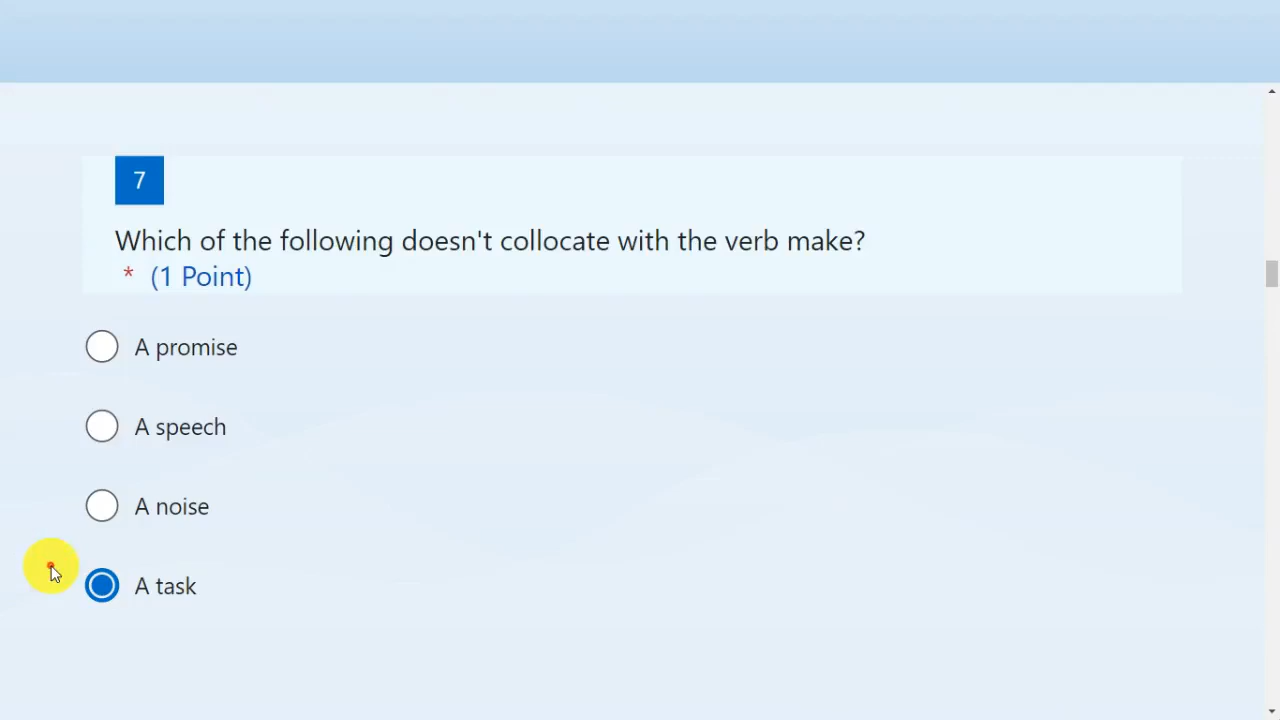 7
Which of the following doesn't collocate with the verb make?
* (1 Point)
A promise
A speech
A noise
A task